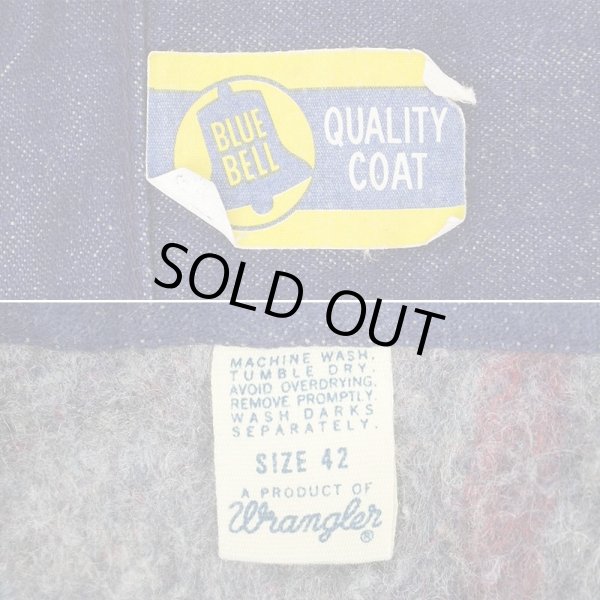 BLUE
BELL
QUALITY
COAT
SOLD OUT
MACHINE WASH.
TUMBLE DRY.
AVOID OVERDRYING.
REMOVE PROMPTLY.
WASH DARKS
SEPARATELY.
SIZE 42
A PRODUCT OF
Wrangler®